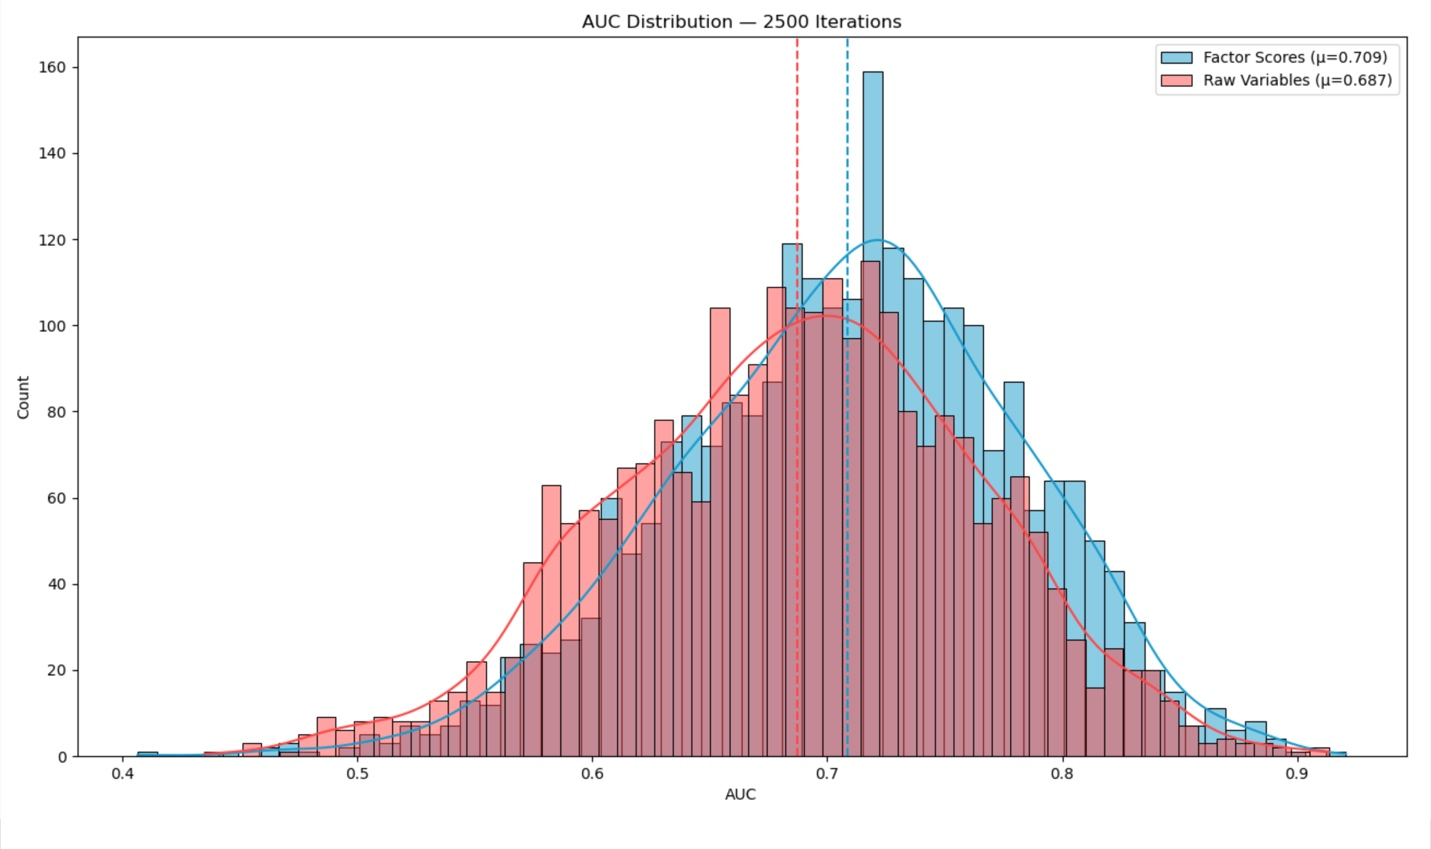 AUC Distribution — 2500 Iterations
Factor Scores (μ=0.709)
Raw Variables (μ=0.687)
160
140
120
100
80
60
40
20
0
Count
0.4 0.5 0.6 0.7 0.8 0.9
AUC